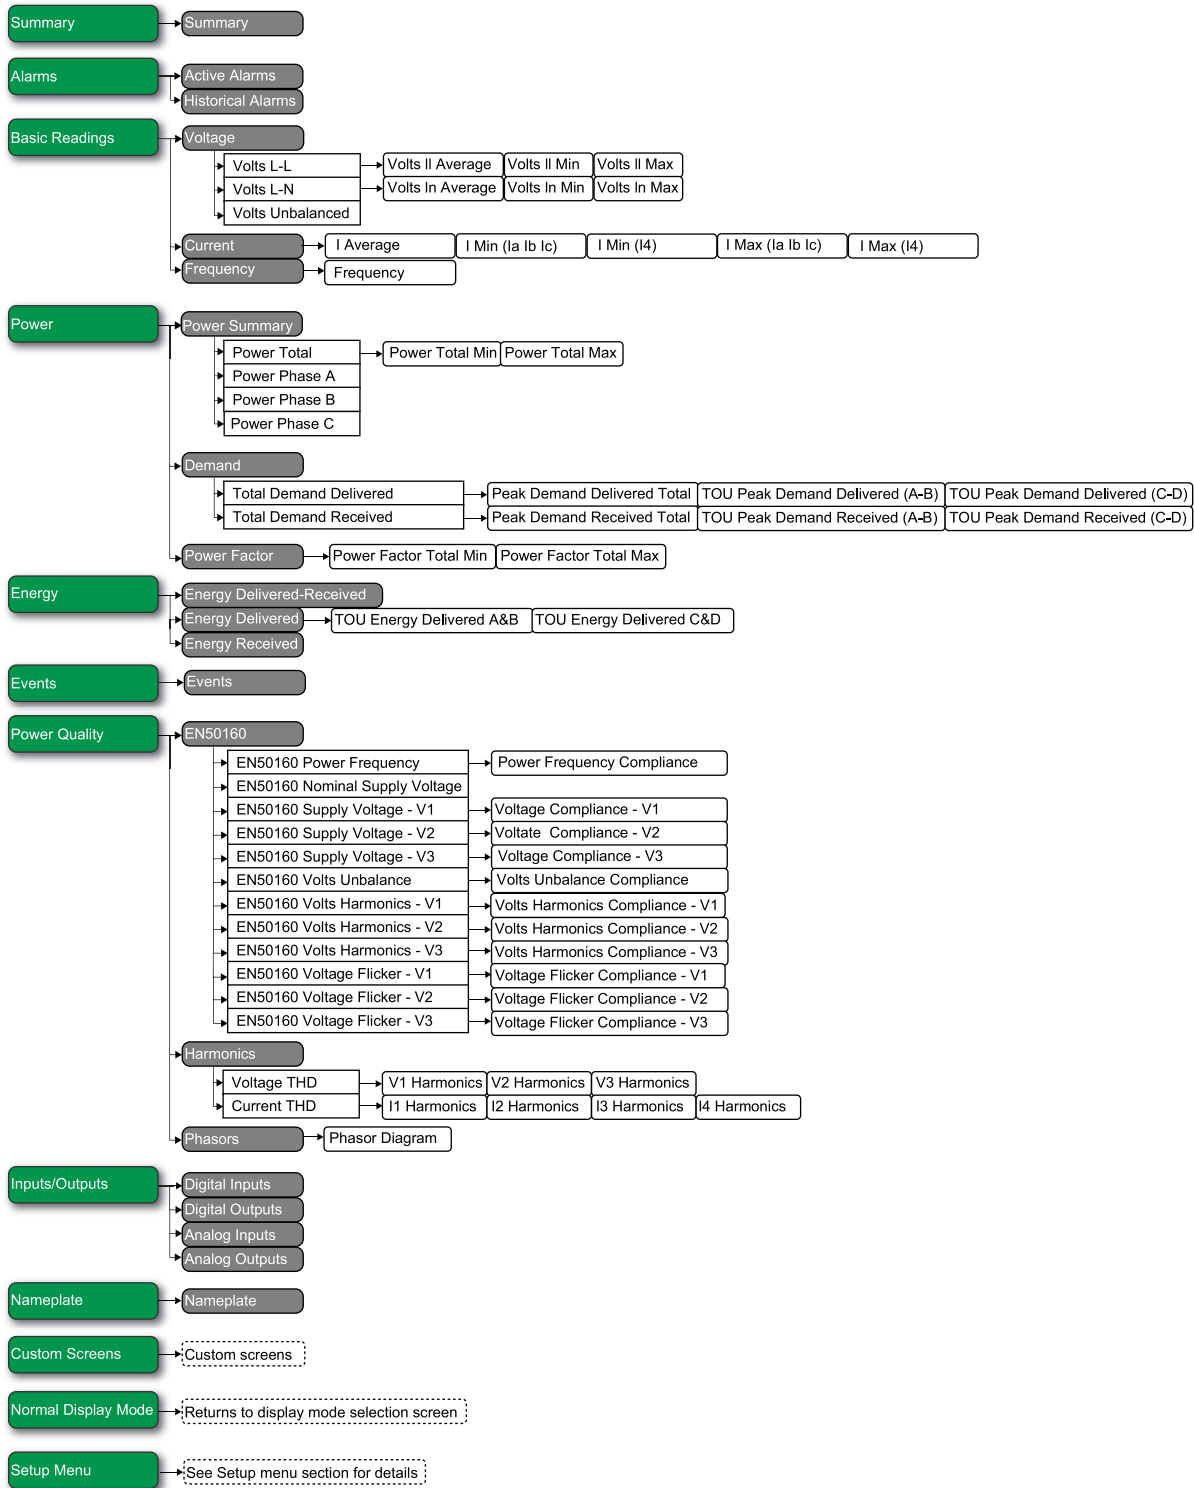 Summary Summary
Alarms Active Alarms
Historical Alarms
Basic Readings Voltage
Volts L-L Volts ll Average Volts ll Min Volts ll Max
Volts L-N Volts ln Average Volts ln Min Volts ln Max
Volts Unbalanced
Current I Average I Min (Ia Ib Ic) I Min (I4) I Max (Ia Ib Ic) I Max (I4)
Frequency Frequency
Power Power Summary
Power Total Power Total Min Power Total Max
Power Phase A
Power Phase B
Power Phase C
Demand
Total Demand Delivered Peak Demand Delivered Total TOU Peak Demand Delivered (A-B) TOU Peak Demand Delivered (C-D)
Total Demand Received Peak Demand Received Total TOU Peak Demand Received (A-B) TOU Peak Demand Received (C-D)
Power Factor Power Factor Total Min Power Factor Total Max
Energy Energy Delivered-Received
Energy Delivered TOU Energy Delivered A&B TOU Energy Delivered C&D
Energy Received
Events Events
Power Quality EN50160
EN50160 Power Frequency Power Frequency Compliance
EN50160 Nominal Supply Voltage
EN50160 Supply Voltage - V1 Voltage Compliance - V1
EN50160 Supply Voltage - V2 Voltate Compliance - V2
EN50160 Supply Voltage - V3 Voltage Compliance - V3
EN50160 Volts Unbalance Volts Unbalance Compliance
EN50160 Volts Harmonics - V1 Volts Harmonics Compliance - V1
EN50160 Volts Harmonics - V2 Volts Harmonics Compliance - V2
EN50160 Volts Harmonics - V3 Volts Harmonics Compliance - V3
EN50160 Voltage Flicker - V1 Voltage Flicker Compliance - V1
EN50160 Voltage Flicker - V2 Voltage Flicker Compliance - V2
EN50160 Voltage Flicker - V3 Voltage Flicker Compliance - V3
Harmonics
Voltage THD V1 Harmonics V2 Harmonics V3 Harmonics
Current THD I1 Harmonics I2 Harmonics I3 Harmonics I4 Harmonics
Phasors Phasor Diagram
Inputs/Outputs Digital Inputs
Digital Outputs
Analog Inputs
Analog Outputs
Nameplate Nameplate
Custom Screens Custom screens
Normal Display Mode Returns to display mode selection screen
Setup Menu See Setup menu section for details